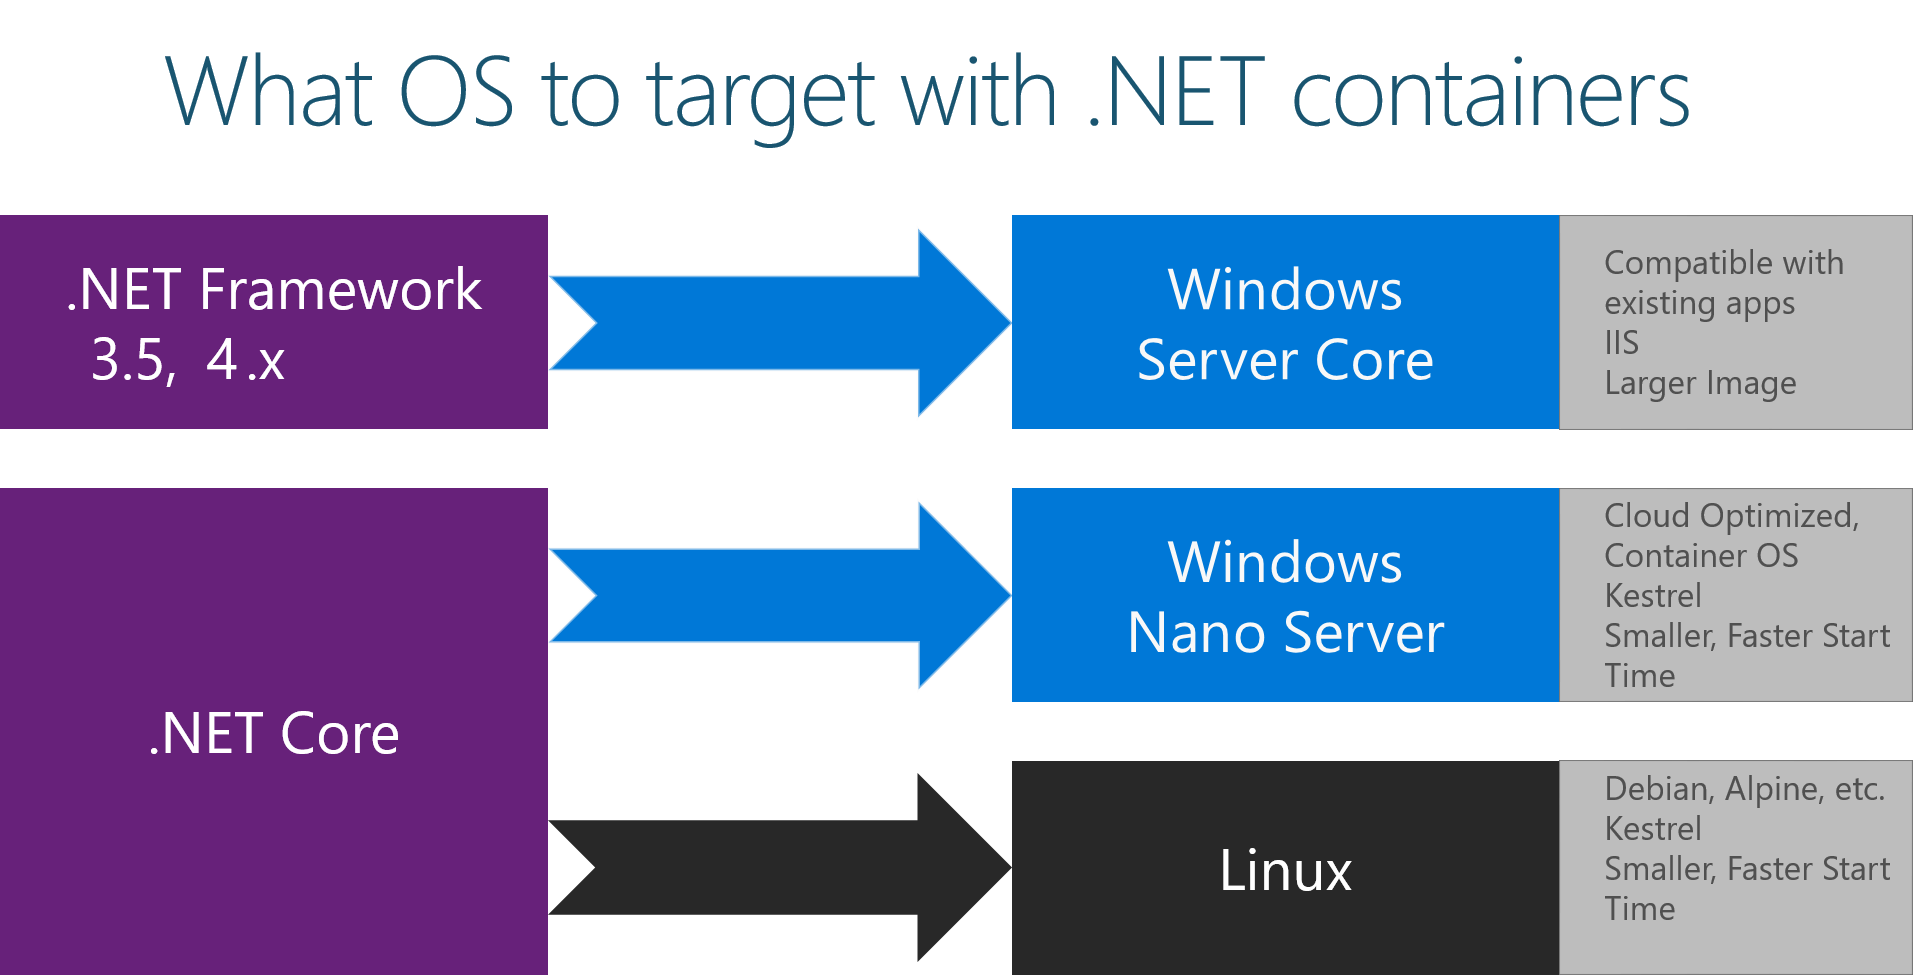 What OS to target with .NET containers
.NET Framework
3.5, 4.x
Windows
Server Core
Compatible with
existing apps
IIS
Larger Image
.NET Core
Windows
Nano Server
Cloud Optimized,
Container OS
Kestrel
Smaller, Faster Start
Time
Linux
Debian, Alpine, etc.
Kestrel
Smaller, Faster Start
Time